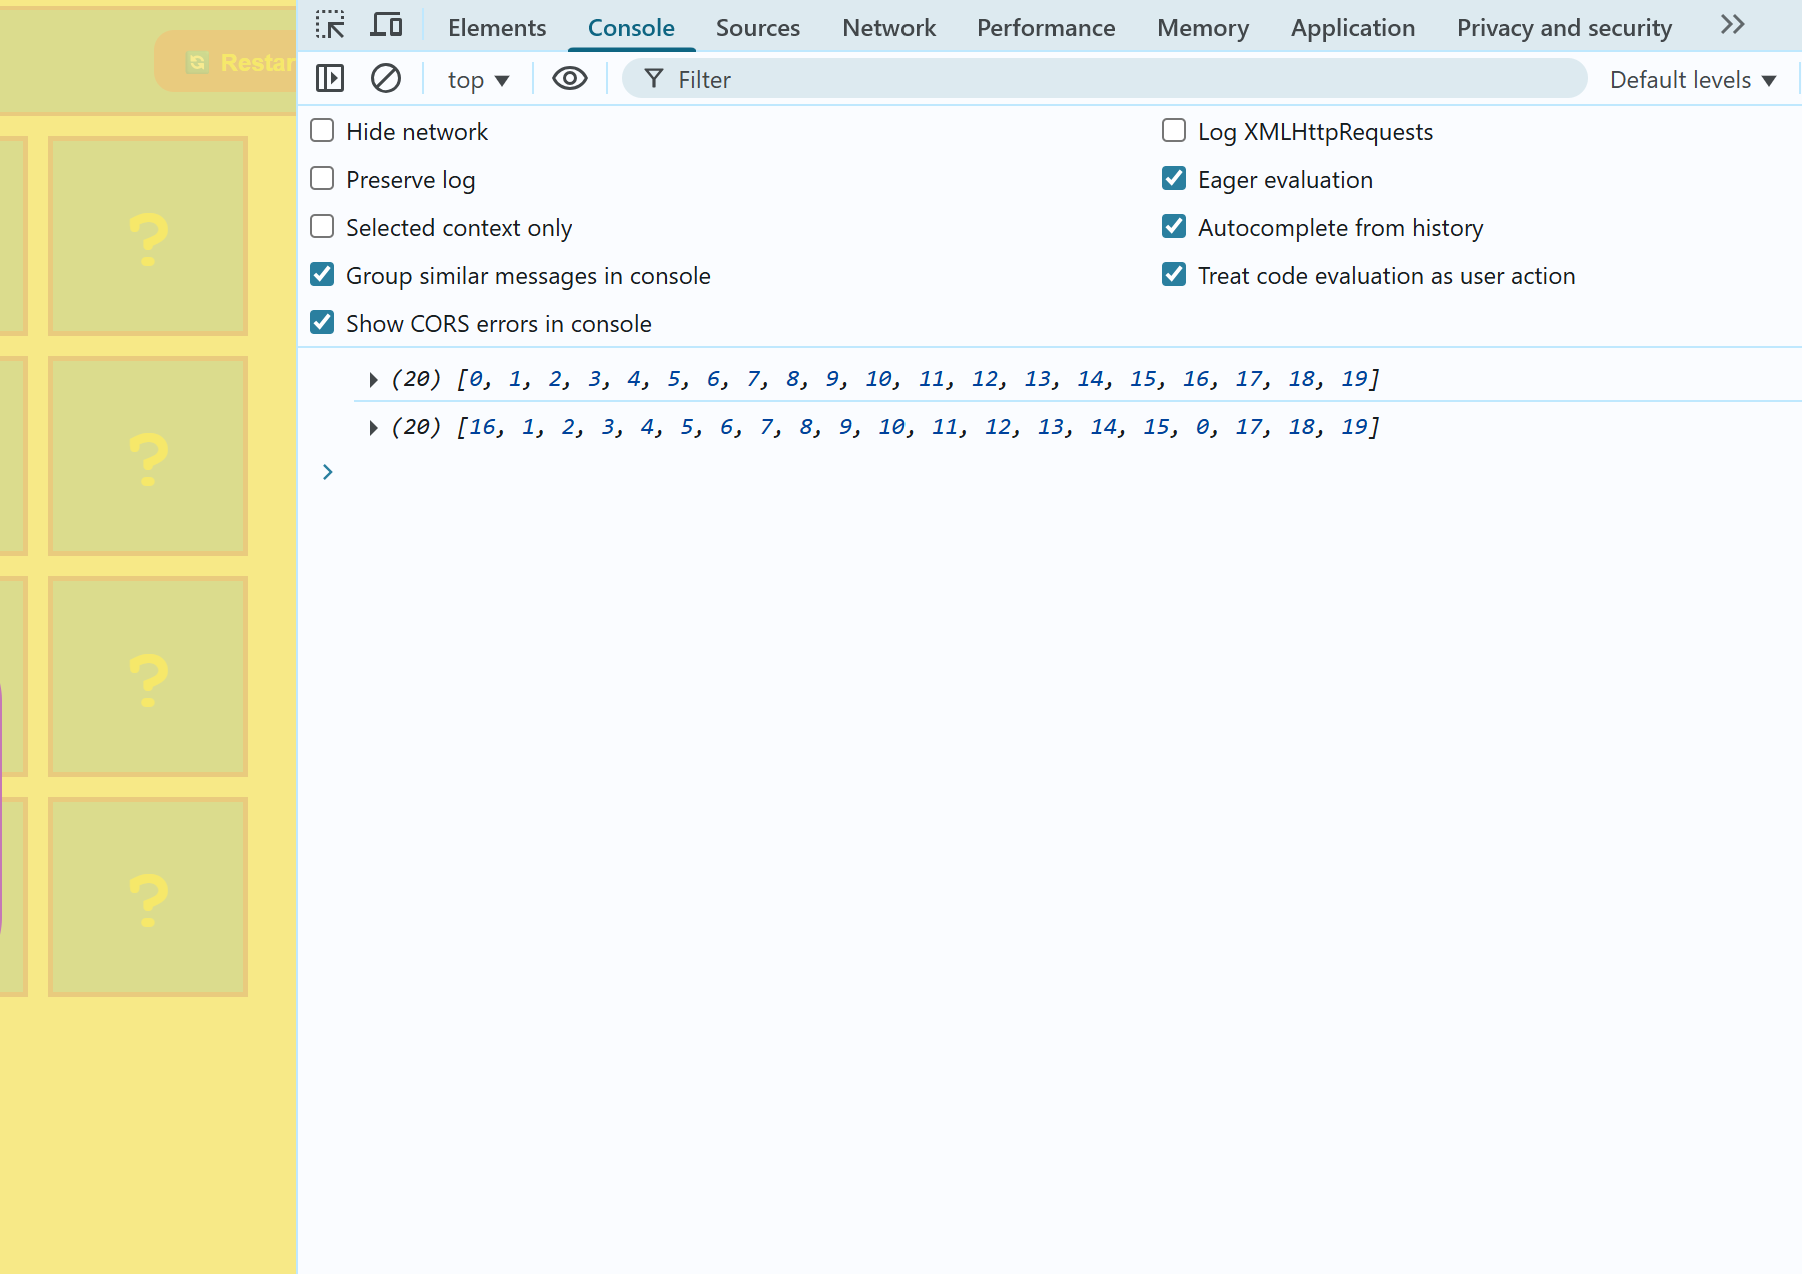 Restar
?
?
?
?
Elements Console Sources Network Performance Memory Application Privacy and security
top Filter Default levels
Hide network
Log XMLHttpRequests
Preserve log
Eager evaluation
Selected context only
Autocomplete from history
Group similar messages in console
Treat code evaluation as user action
Show CORS errors in console
(20) [0, 1, 2, 3, 4, 5, 6, 7, 8, 9, 10, 11, 12, 13, 14, 15, 16, 17, 18, 19]
(20) [16, 1, 2, 3, 4, 5, 6, 7, 8, 9, 10, 11, 12, 13, 14, 15, 0, 17, 18, 19]